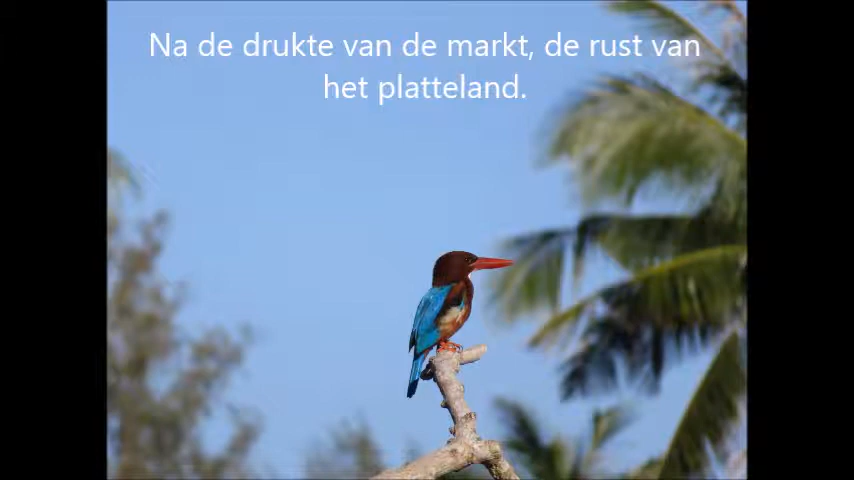 Na de drukte van de markt, de rust van
het platteland.